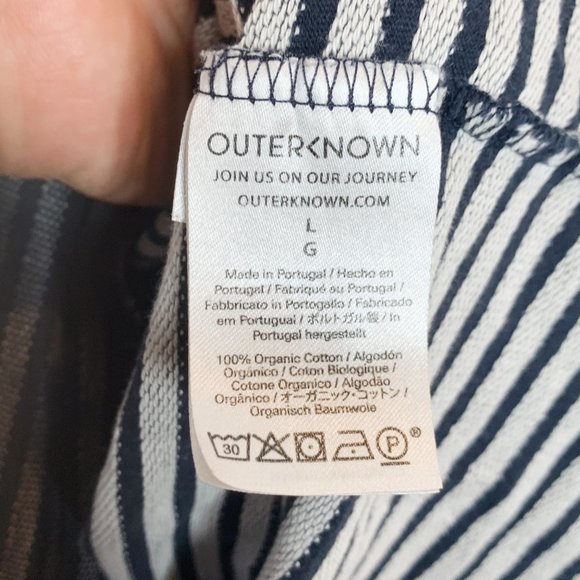 OUTERKNOWN
JOIN US ON OUR JOURNEY
OUTERKNOWN.COM
L
G
Made in Portugal / Hecho en
Portugal / Fabriqué au Portugal /
Fabbricato in Portogallo / Fabricado
em Portugual / ポルトガル製 / In
Portugal hergestellt
100% Organic Cotton / Algodón
Orgánico / Coton Biologique /
Cotone Organico / Algodão
Orgânico / オーガニック・コットン /
Organisch Baumwole
30 P ®